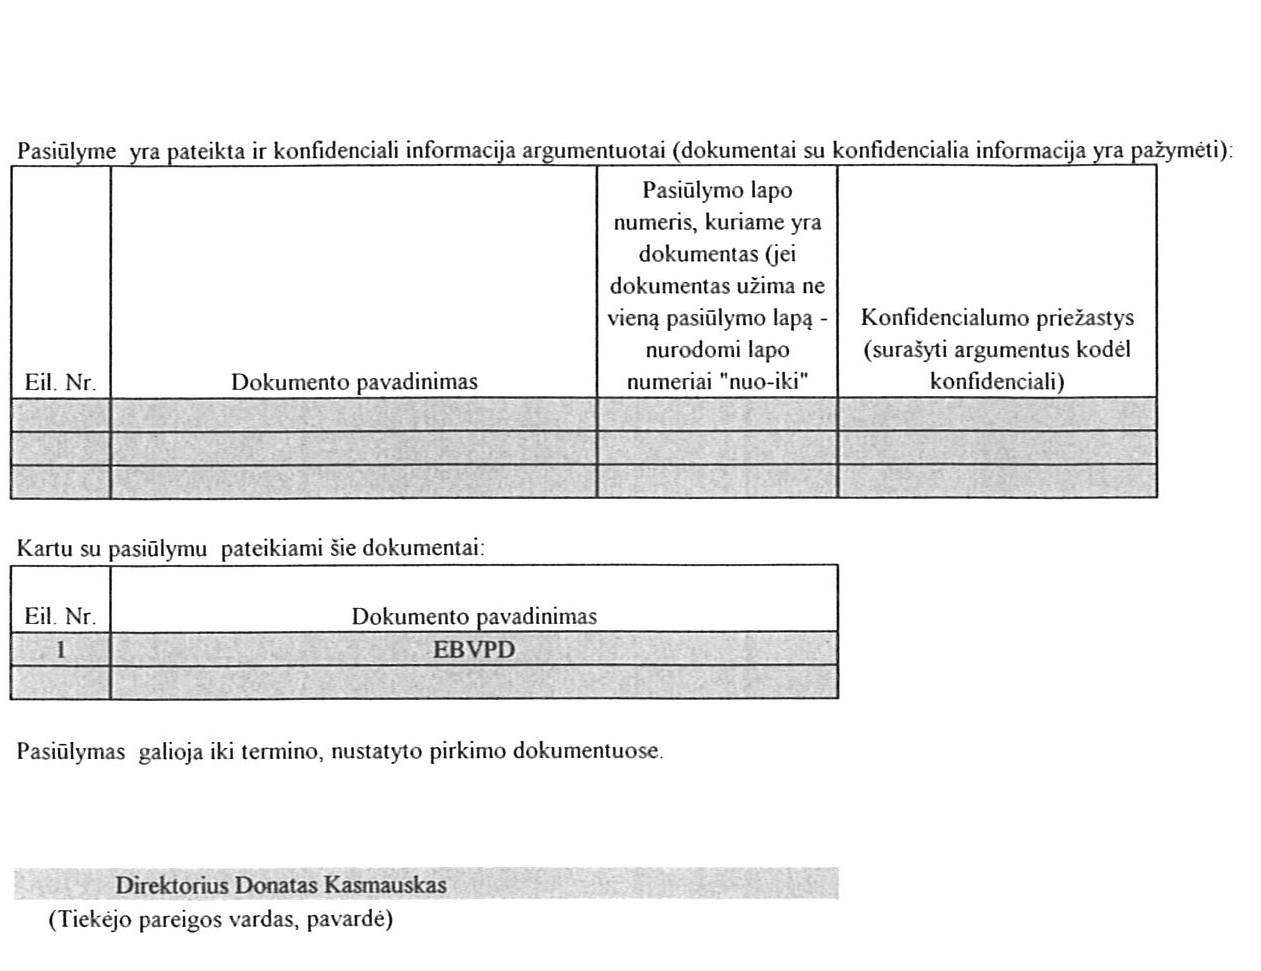 Pasiūlyme yra pateikta ir konfidenciali informacija argumentuotai (dokumentai su konfidencialia informacija yra pažymėti):
Eil. Nr.
Dokumento pavadinimas
Pasiūlymo lapo
numeris, kuriame yra
dokumentas (jei
dokumentas užima ne
vieną pasiūlymo lapą -
nurodomi lapo
numeriai "nuo-iki"
Konfidencialumo priežastys
(surašyti argumentus kodėl
konfidenciali)
Kartu su pasiūlymu pateikiami šie dokumentai:
Eil. Nr. Dokumento pavadinimas
1 EBVPD
Pasiūlymas galioja iki termino, nustatyto pirkimo dokumentuose.
Direktorius Donatas Kasmauskas
(Tiekėjo pareigos vardas, pavardė)